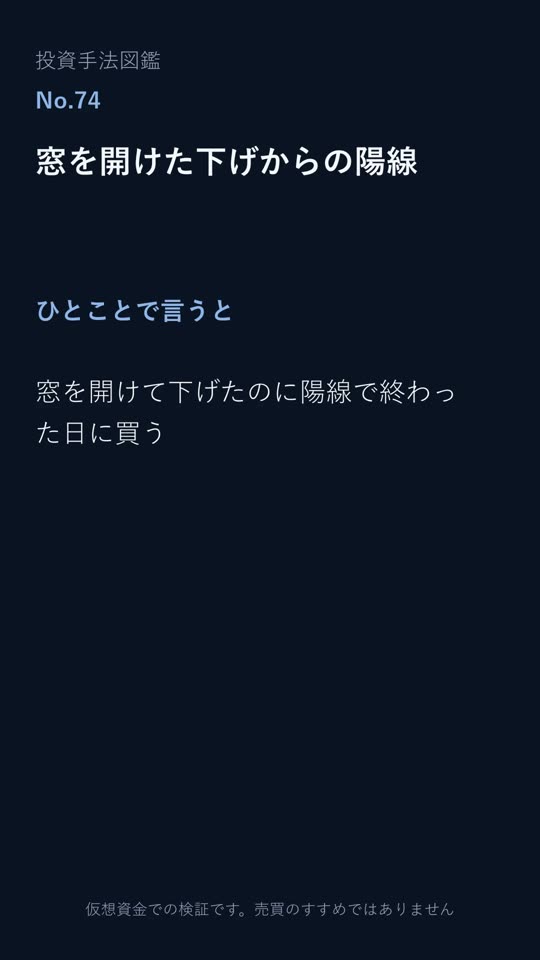 投資手法図鑑
No.74
窓を開けた下げからの陽線
ひとことで言うと
窓を開けて下げたのに陽線で終わっ
た日に買う
仮想資金での検証です。売買のすすめではありません